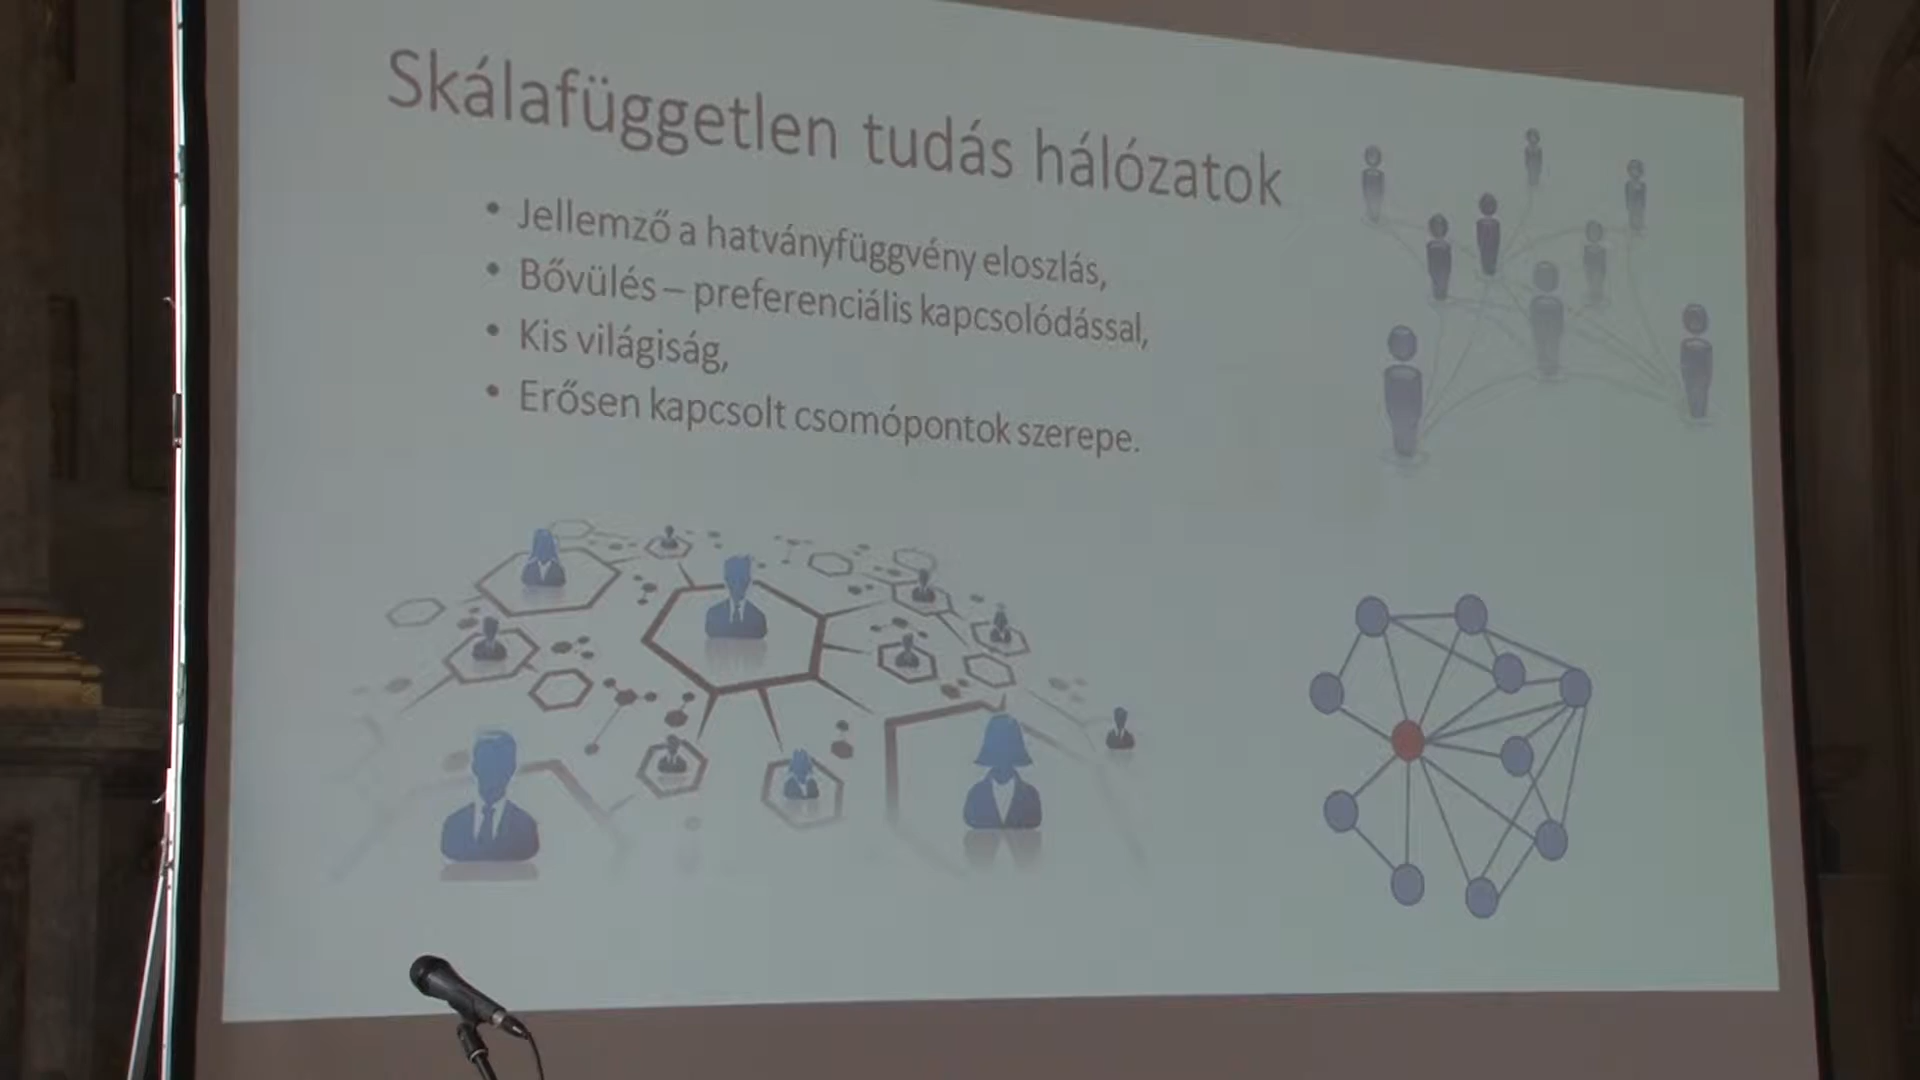 Skálafüggetlen tudás hálózatok
• Jellemző a hatványfüggvény eloszlás,
• Bővülés – preferenciális kapcsolódással,
• Kis világiság,
• Erősen kapcsolt csomópontok szerepe.